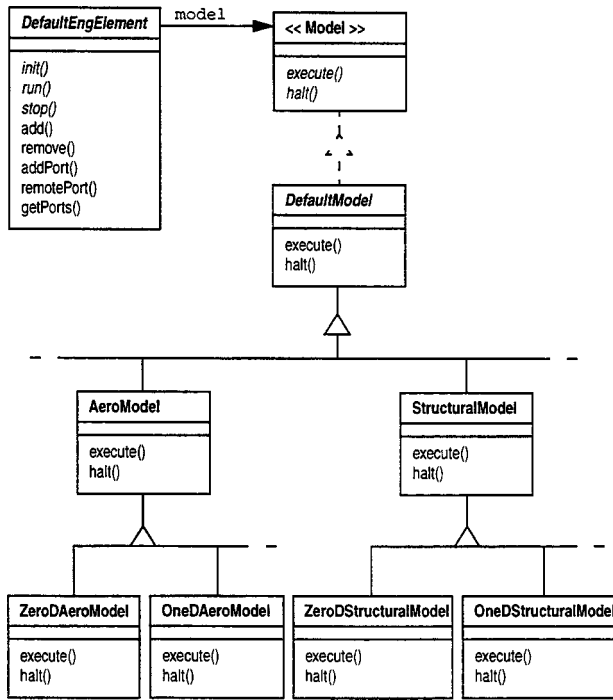 DefaultEngElement
init()
run()
stop()
add()
remove()
addPort()
remotePort()
getPorts()
model
<< Model >>
execute()
halt()
DefaultModel
execute()
halt()
AeroModel
execute()
halt()
StructuralModel
execute()
halt()
ZeroDAeroModel
execute()
halt()
OneDAeroModel
execute()
halt()
ZeroDStructuralModel
execute()
halt()
OneDStructuralModel
execute()
halt()